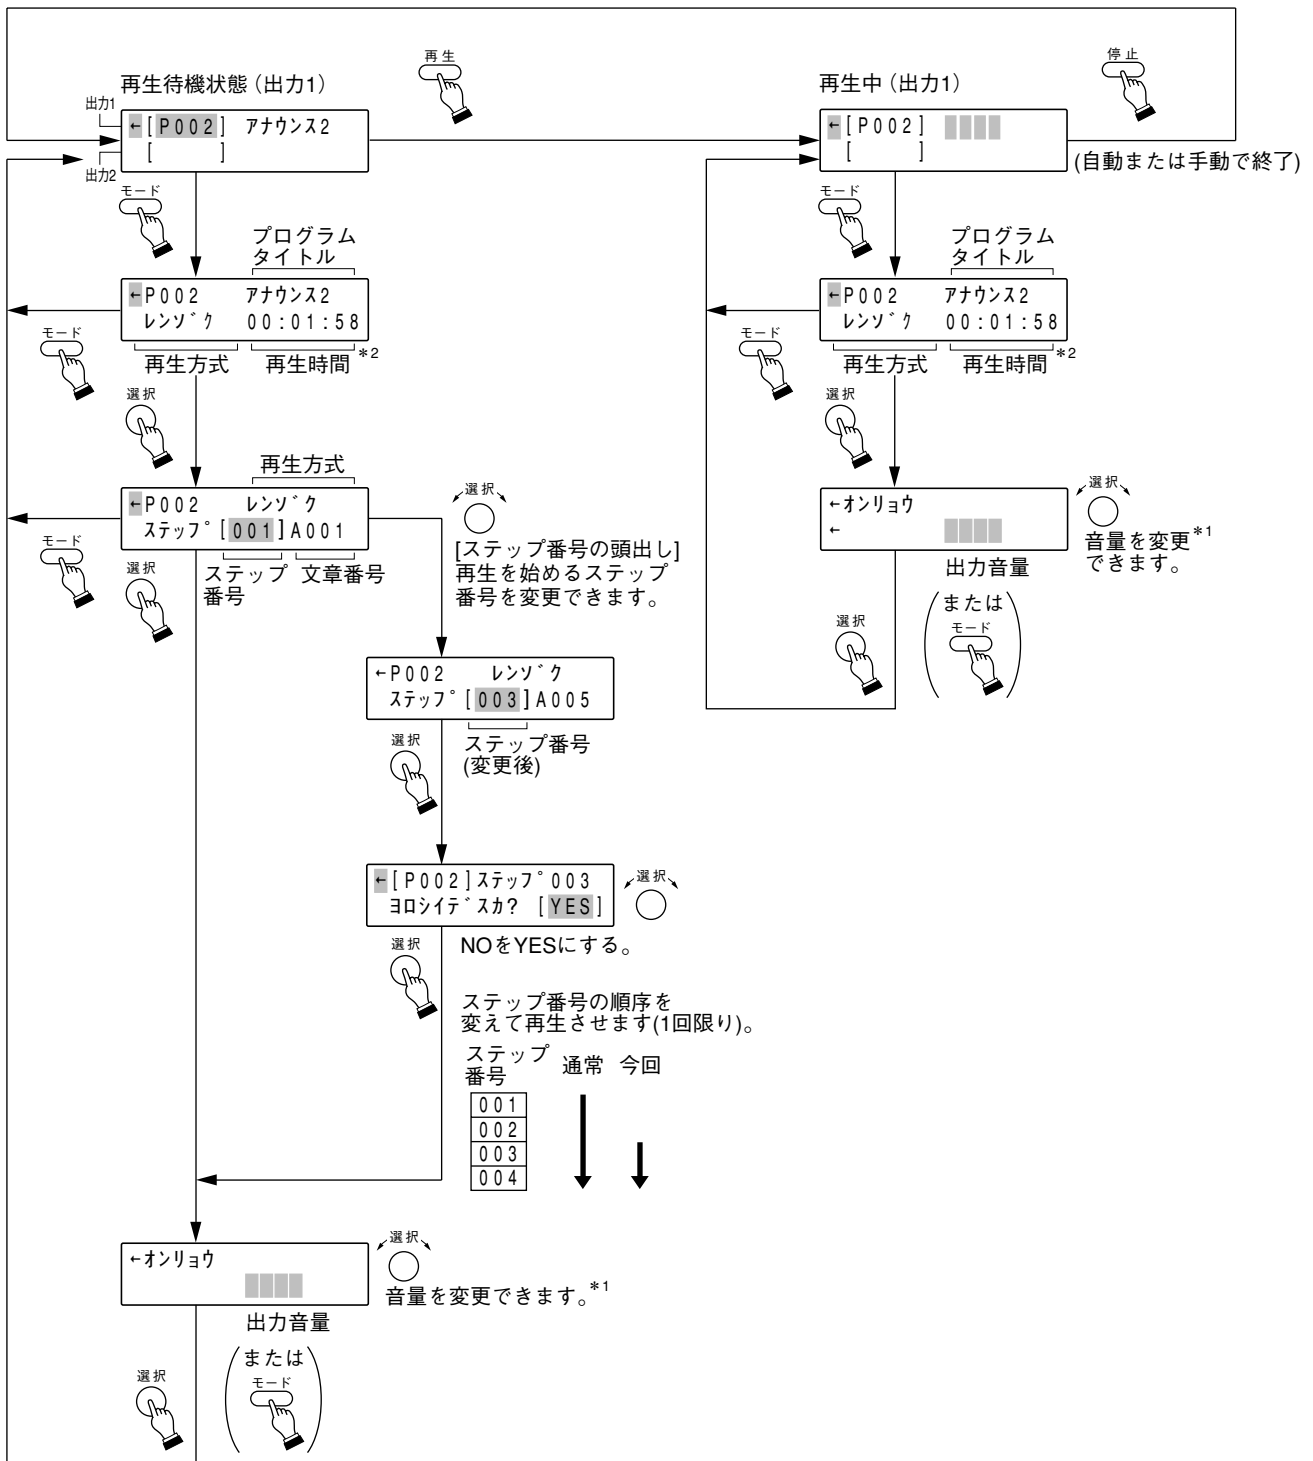 再生
停止
再生待機状態（出力1）
再生中（出力1）
出力1
←[P002] アナウンス2
[    ]
出力2
←[P002]
[    ]
(自動または手動で終了)
モード
モード
プログラム
タイトル
プログラム
タイトル
←P002 アナウンス2
レンゾク 00:01:58
←P002 アナウンス2
レンゾク 00:01:58
モード
再生方式 再生時間 *2
モード
再生方式 再生時間 *2
選択
選択
再生方式
←P002 レンゾク
ステップ[001]A001
選択
[ステップ番号の頭出し]
再生を始めるステップ
番号を変更できます。
←オンリョウ
←
選択
音量を変更*1
できます。
出力音量
モード
選択
ステップ
番号
文章番号
選択
(または
モード)
←P002 レンゾク
ステップ[003]A005
選択
ステップ番号
(変更後)
←[P002]ステップ003
ヨロシイデスカ? [YES]
選択
選択
NOをYESにする。
ステップ番号の順序を
変えて再生させます(1回限り)。
ステップ
番号
通常 今回
001
002
003
004
←オンリョウ
選択
音量を変更できます。*1
出力音量
選択
(または
モード)